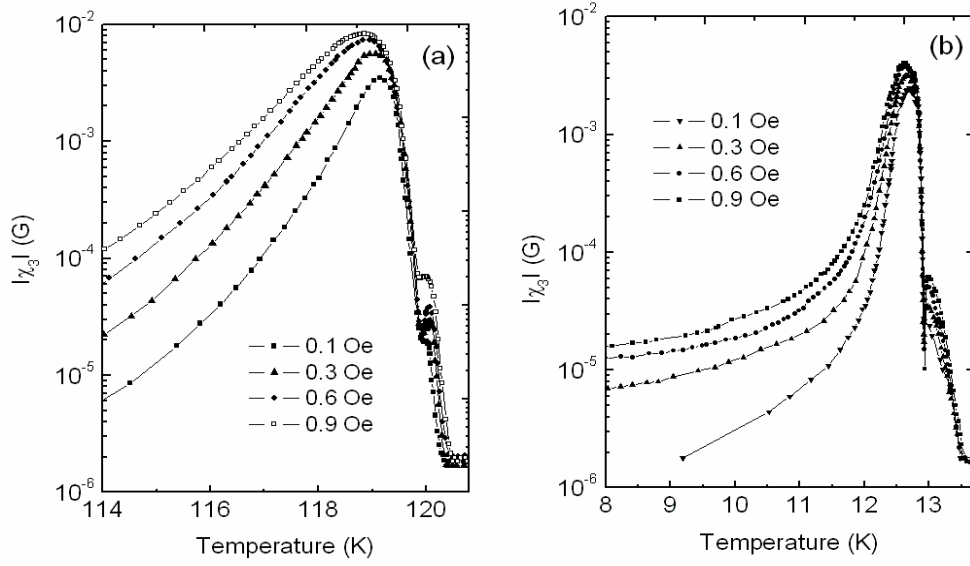 (a)
10⁻²
10⁻³
10⁻⁴
10⁻⁵
10⁻⁶
|χ₃| (G)
0.1 Oe
0.3 Oe
0.6 Oe
0.9 Oe
114 116 118 120
Temperature (K)
(b)
10⁻²
10⁻³
10⁻⁴
10⁻⁵
10⁻⁶
|χ₃| (G)
0.1 Oe
0.3 Oe
0.6 Oe
0.9 Oe
8 9 10 11 12 13
Temperature (K)